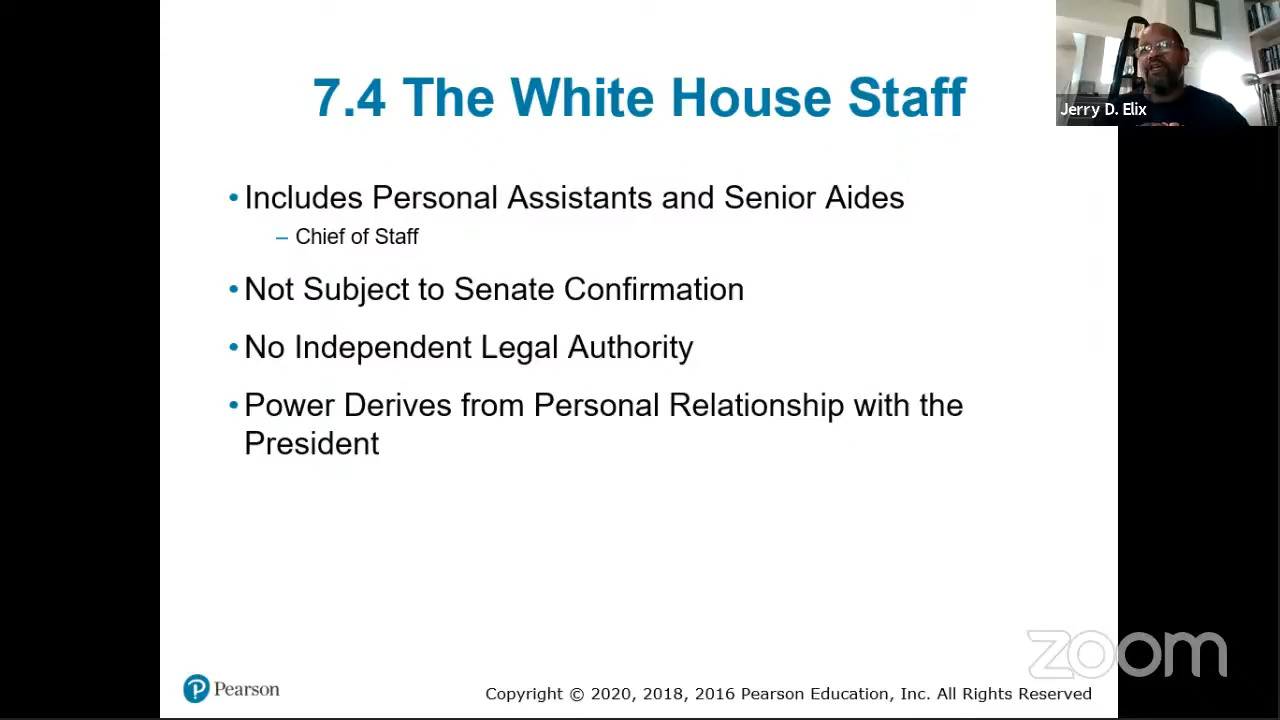 7.4 The White House Staff
Jerry D. Elix
• Includes Personal Assistants and Senior Aides
– Chief of Staff
• Not Subject to Senate Confirmation
• No Independent Legal Authority
• Power Derives from Personal Relationship with the
President
zoom
P Pearson
Copyright © 2020, 2018, 2016 Pearson Education, Inc. All Rights Reserved